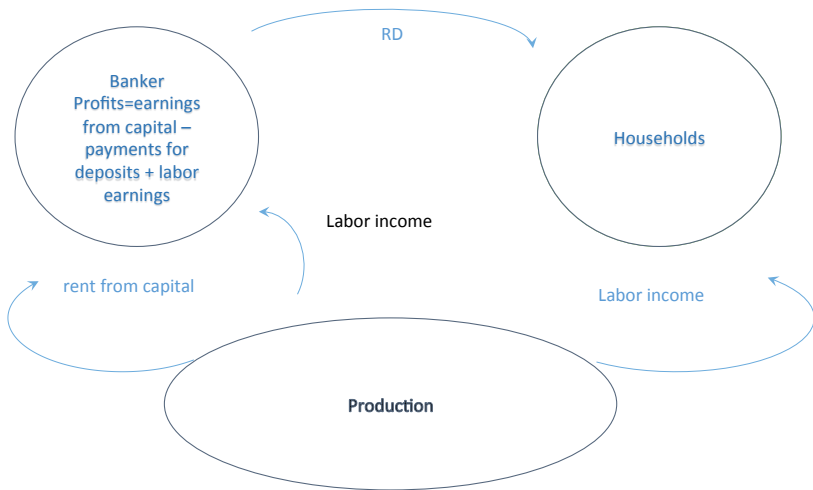 RD
Banker
Profits=earnings
from capital –
payments for
deposits + labor
earnings
Households
Labor income
rent from capital
Labor income
Production